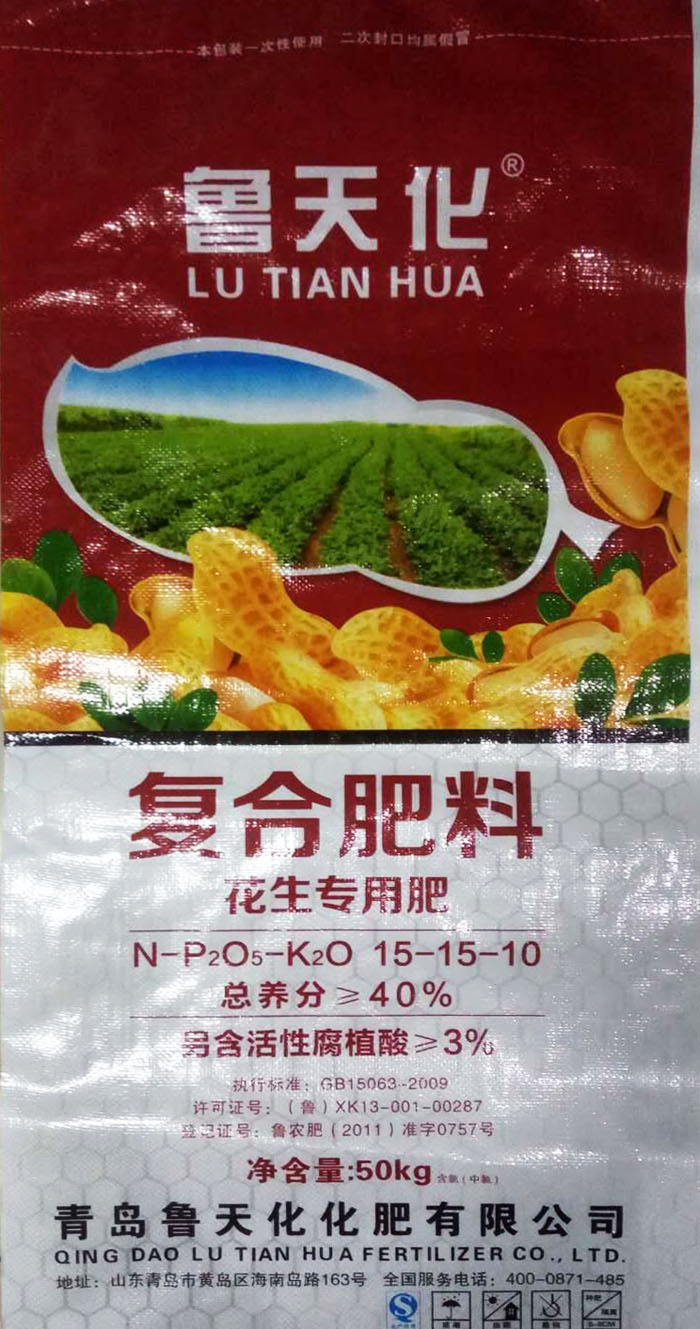 本包装一次性使用 二次封口均属假冒
鲁天化®
LU TIAN HUA
复合肥料
花生专用肥
N-P₂O₅-K₂O 15-15-10
总养分≥40%
另含活性腐植酸≥3%
执行标准：GB15063-2009
许可证号：（鲁）XK13-001-00287
登记证号：鲁农肥（2011）准字0757号
净含量:50kg 含氯（中氯）
青岛鲁天化化肥有限公司
QING DAO LU TIAN HUA FERTILIZER CO., LTD.
地址：山东青岛市黄岛区海南岛路163号 全国服务电话：400-0871-485